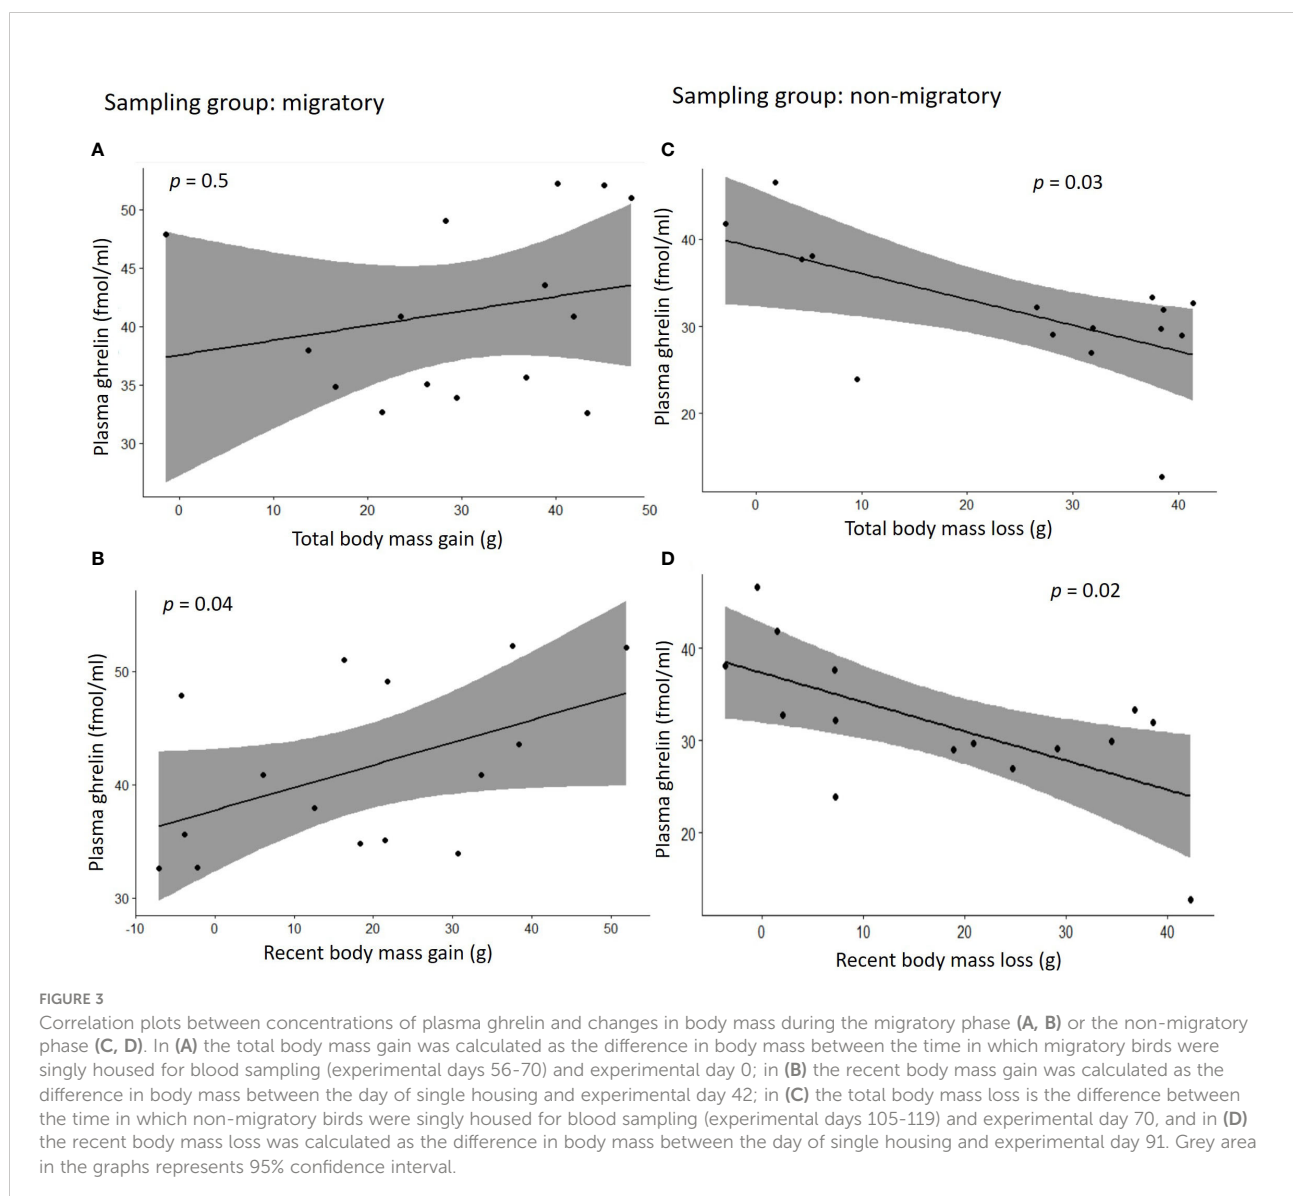 Sampling group: migratory
Sampling group: non-migratory
A
p = 0.5
50
45
40
35
30
Plasma ghrelin (fmol/ml)
0
10
20
30
40
50
Total body mass gain (g)
C
p = 0.03
40
30
20
Plasma ghrelin (fmol/ml)
0
10
20
30
40
Total body mass loss (g)
B
p = 0.04
50
40
30
Plasma ghrelin (fmol/ml)
-10
0
10
20
30
40
50
Recent body mass gain (g)
D
p = 0.02
40
30
20
Plasma ghrelin (fmol/ml)
0
10
20
30
40
Recent body mass loss (g)
FIGURE 3
Correlation plots between concentrations of plasma ghrelin and changes in body mass during the migratory phase (A, B) or the non-migratory
phase (C, D). In (A) the total body mass gain was calculated as the difference in body mass between the time in which migratory birds were
singly housed for blood sampling (experimental days 56-70) and experimental day 0; in (B) the recent body mass gain was calculated as the
difference in body mass between the day of single housing and experimental day 42; in (C) the total body mass loss is the difference between
the time in which non-migratory birds were singly housed for blood sampling (experimental days 105-119) and experimental day 70, and in (D)
the recent body mass loss was calculated as the difference in body mass between the day of single housing and experimental day 91. Grey area
in the graphs represents 95% confidence interval.